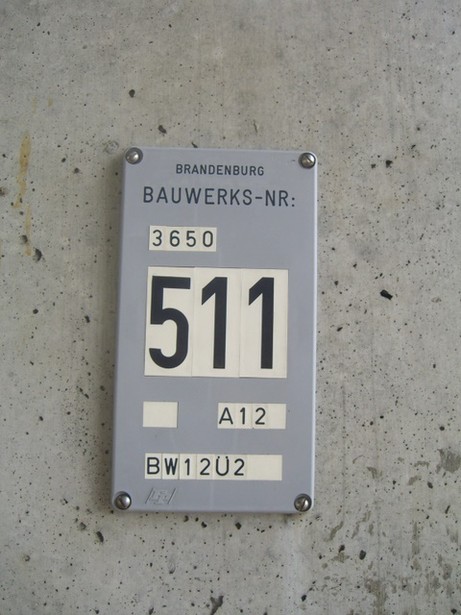 BRANDENBURG
BAUWERKS-NR:
3650
511
A12
BW12Ü2